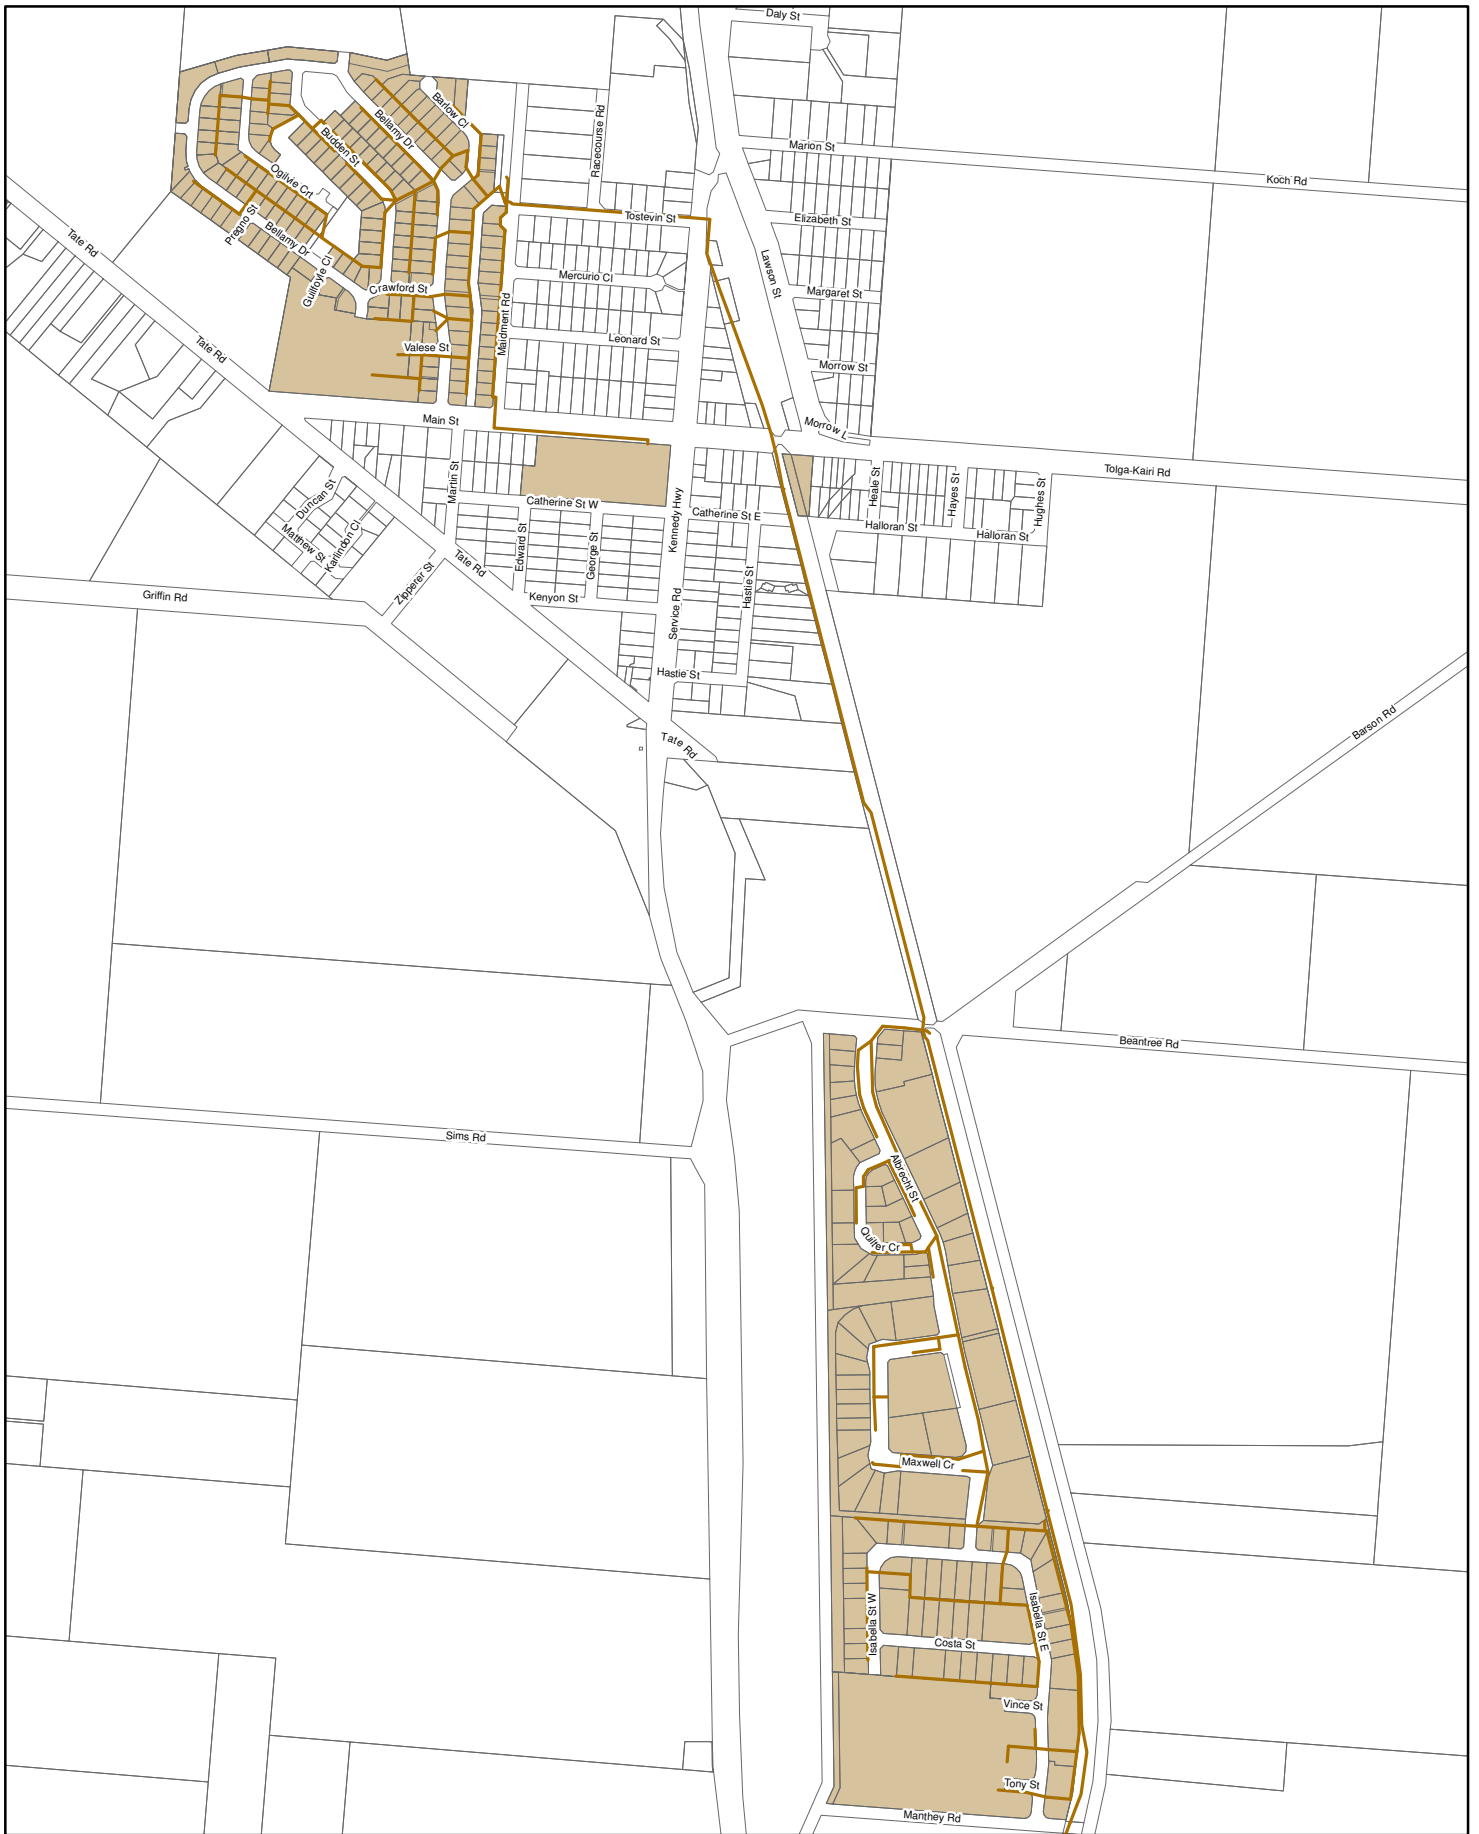 Daly St
Barlow Cl
Bellamy Dr
Racecourse Rd
Budden St
Marion St
Koch Rd
Ogilvie Crt
Tostevin St
Elizabeth St
Pregno St
Bellamy Dr
Tate Rd
Lawson St
Guilfoyle Cl
Mercurio Cl
Crawford St
Margaret St
Maidment Rd
Tate Rd
Valese St
Leonard St
Morrow St
Main St
Morrow L
Tolga-Kairi Rd
Martin St
Heale St
Hayes St
Hughes St
Duncan St
Catherine St W
Kennedy Hwy
Catherine St E
Halloran St
Halloran St
Matthew St
Karlindon Cl
Edward St
George St
Tate Rd
Zipperer St
Hastie St
Griffin Rd
Kenyon St
Service Rd
Hastie St
Tate Rd
Barson Rd
Beantree Rd
Sims Rd
Albrecht St
Quilter Cr
Maxwell Cr
Isabella St W
Isabella St E
Costa St
Vince St
Tony St
Manthey Rd